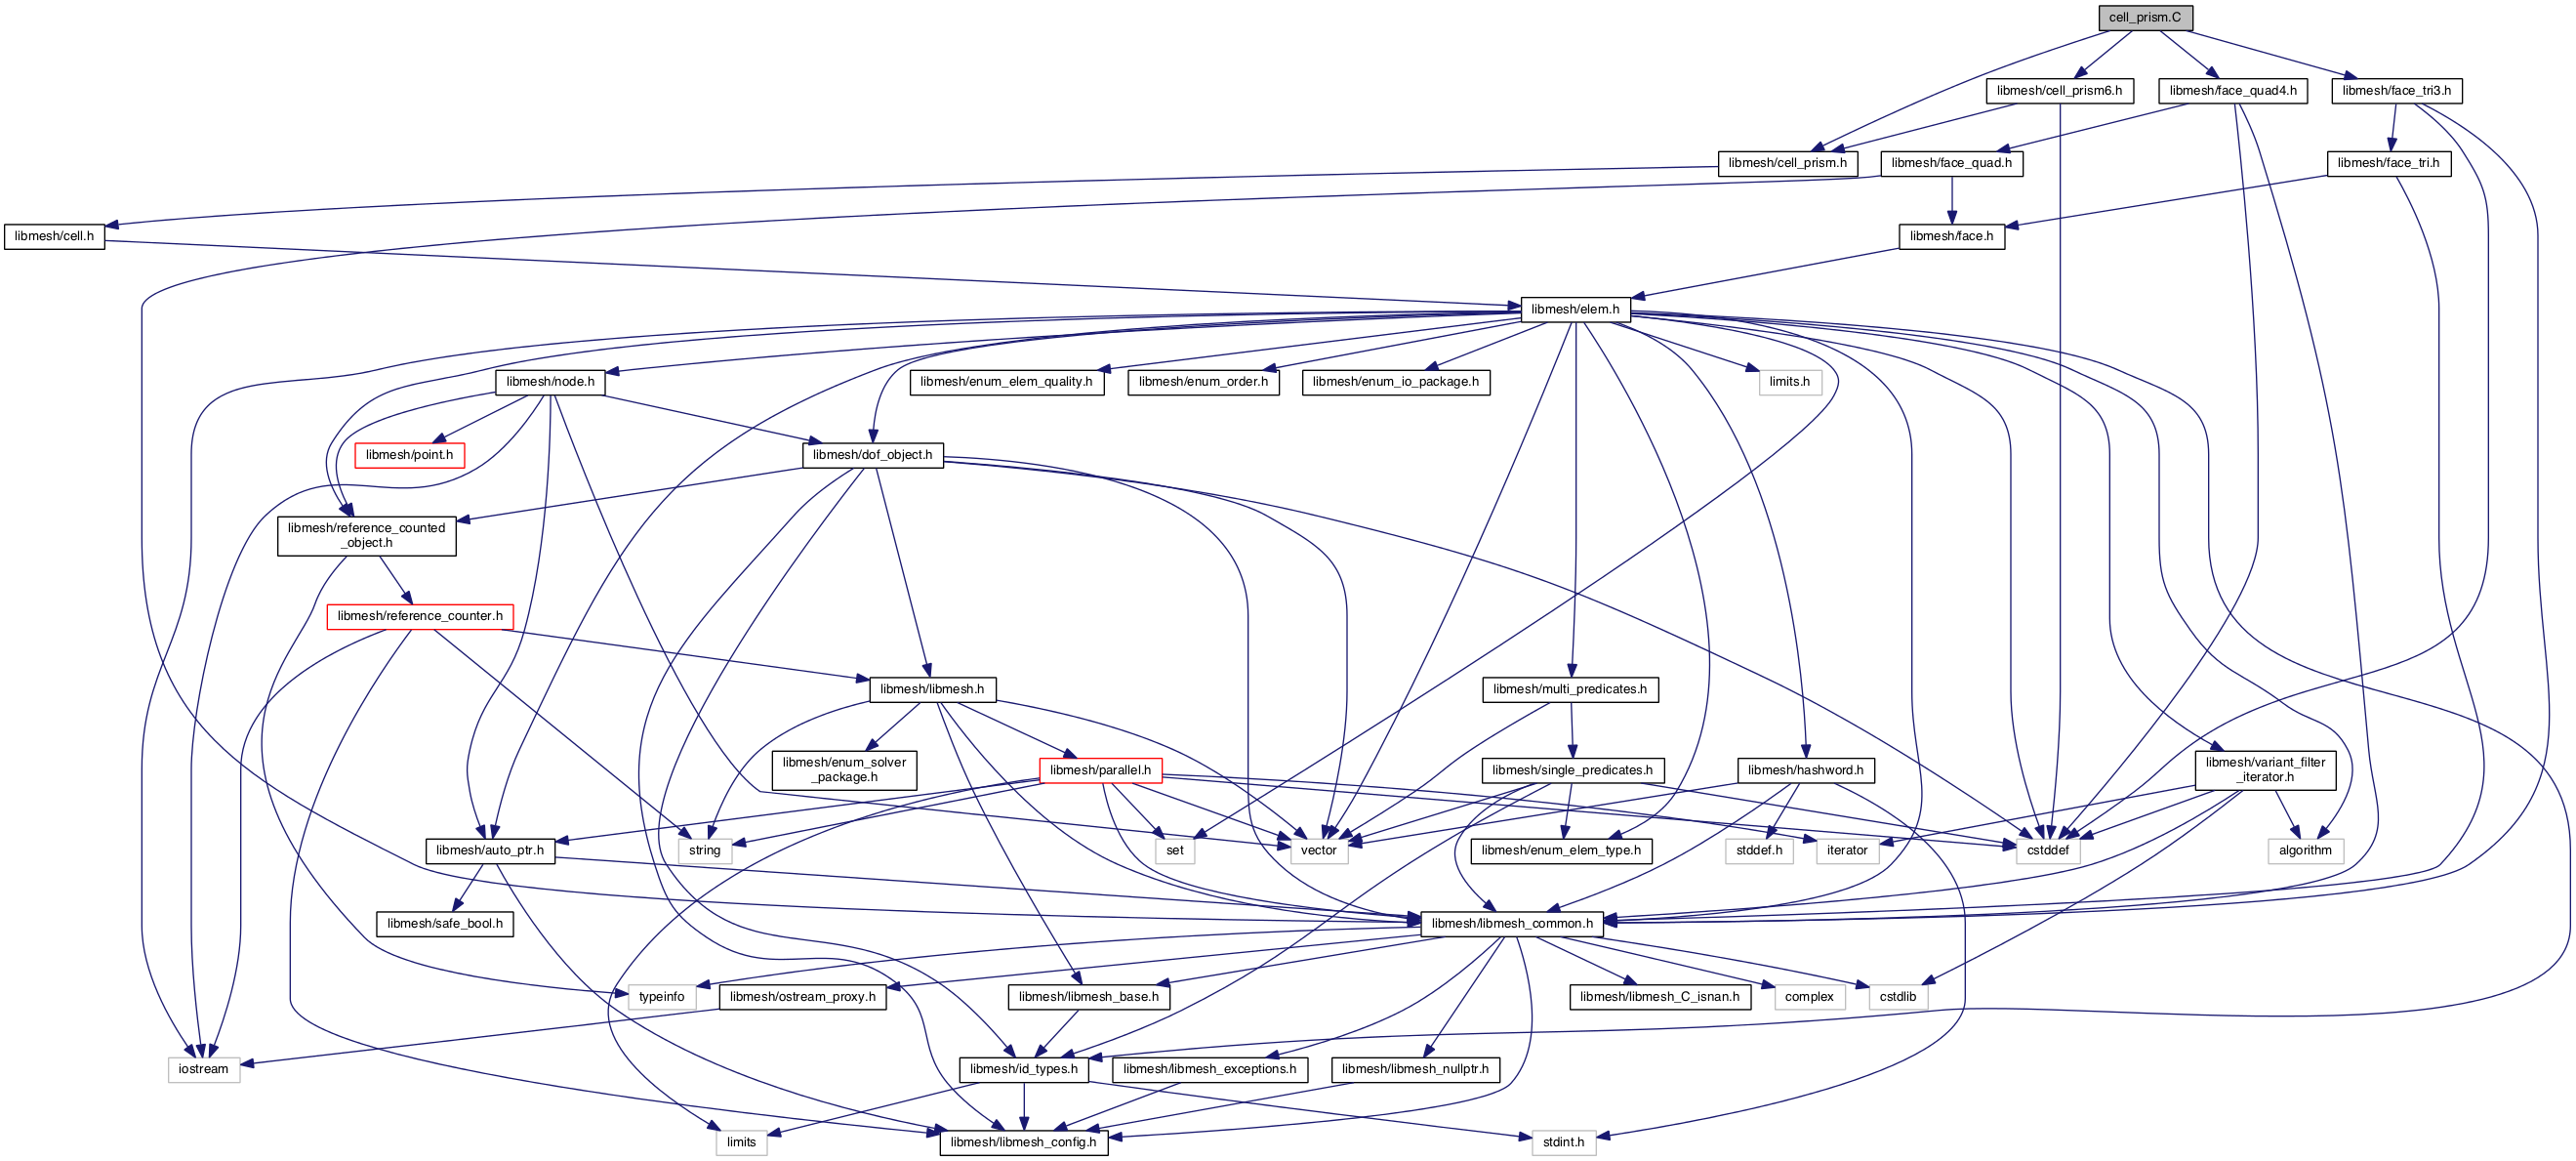 cell_prism.C
libmesh/cell_prism6.h
libmesh/face_quad4.h
libmesh/face_tri3.h
libmesh/cell_prism.h
libmesh/face_quad.h
libmesh/face_tri.h
libmesh/cell.h
libmesh/face.h
libmesh/elem.h
libmesh/node.h
libmesh/enum_elem_quality.h
libmesh/enum_order.h
libmesh/enum_io_package.h
limits.h
libmesh/point.h
libmesh/dof_object.h
libmesh/reference_counted
_object.h
libmesh/reference_counter.h
libmesh/libmesh.h
libmesh/multi_predicates.h
libmesh/enum_solver
_package.h
libmesh/parallel.h
libmesh/single_predicates.h
libmesh/hashword.h
libmesh/variant_filter
_iterator.h
libmesh/auto_ptr.h
string
set
vector
libmesh/enum_elem_type.h
stddef.h
iterator
cstddef
algorithm
libmesh/safe_bool.h
libmesh/libmesh_common.h
typeinfo
libmesh/ostream_proxy.h
libmesh/libmesh_base.h
libmesh/libmesh_C_isnan.h
complex
cstdlib
iostream
libmesh/id_types.h
libmesh/libmesh_exceptions.h
libmesh/libmesh_nullptr.h
limits
libmesh/libmesh_config.h
stdint.h